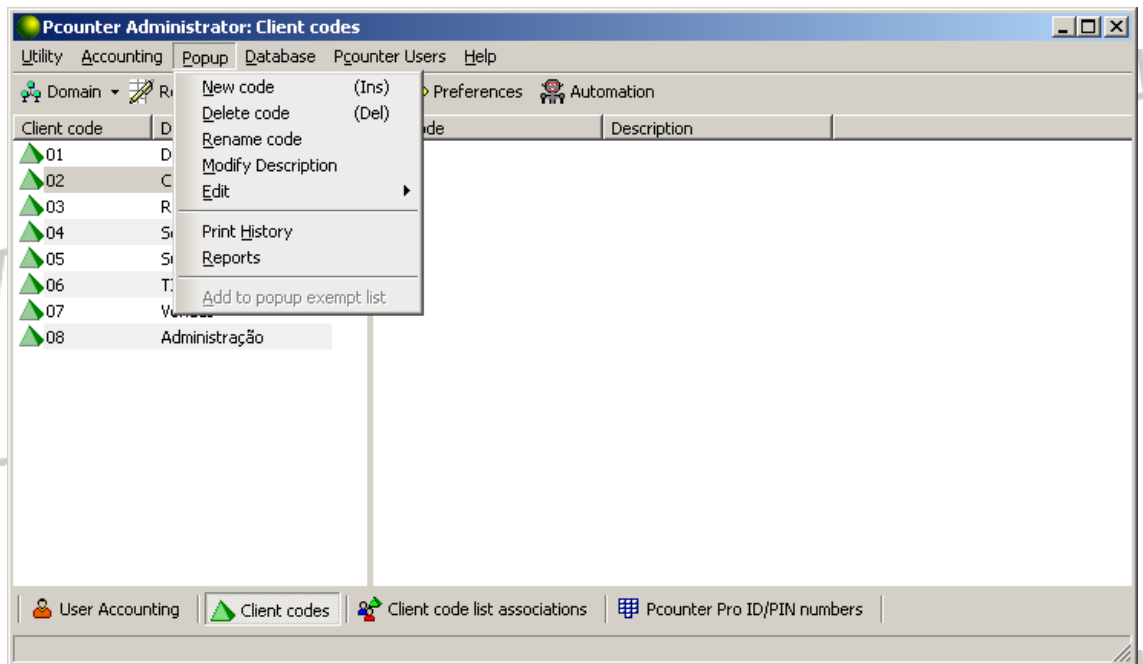 Pcounter Administrator: Client codes
Utility Accounting Popup Database Pcounter Users Help
Domain Preferences Automation
New code (Ins)
Delete code (Del)
Rename code
Modify Description
Edit
Print History
Reports
Add to popup exempt list
Client code Description
01
02
03
04
05
06
07
08 Administração
User Accounting Client codes Client code list associations Pcounter Pro ID/PIN numbers